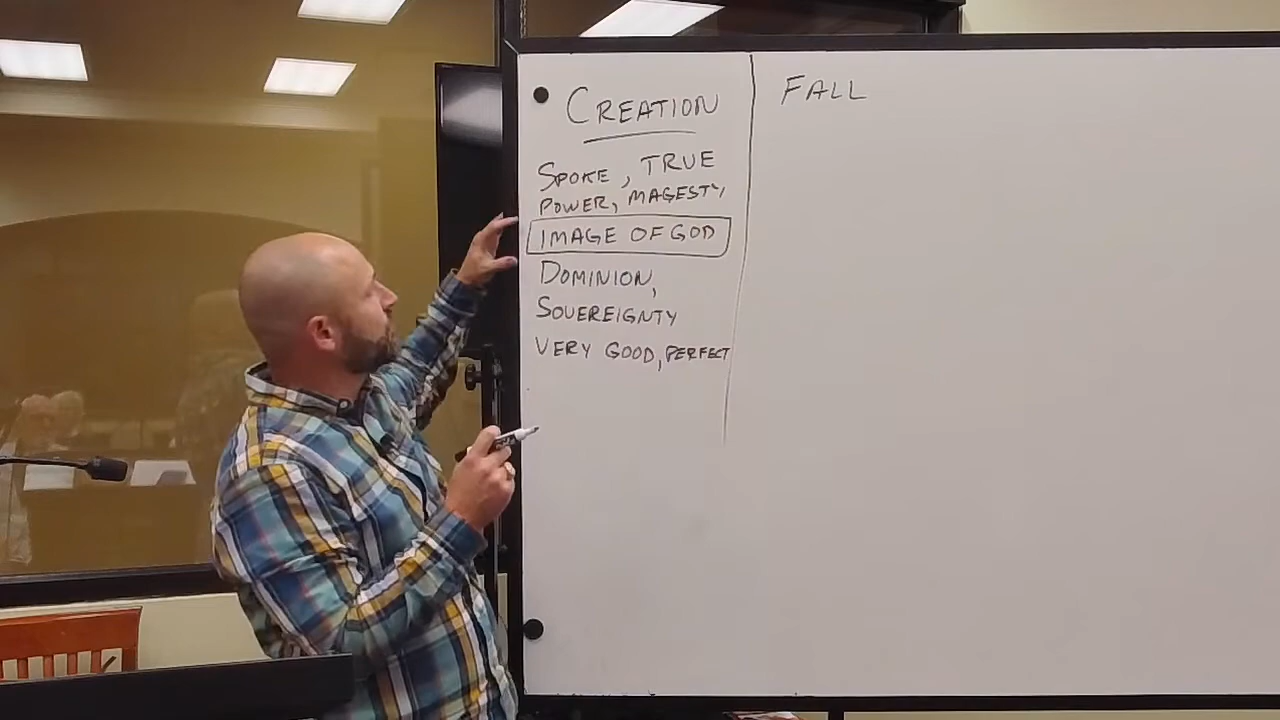 CREATION
SPOKE, TRUE
POWER, MAGESTY,
IMAGE OF GOD
DOMINION,
SOVEREIGNTY
VERY GOOD, PERFECT
FALL